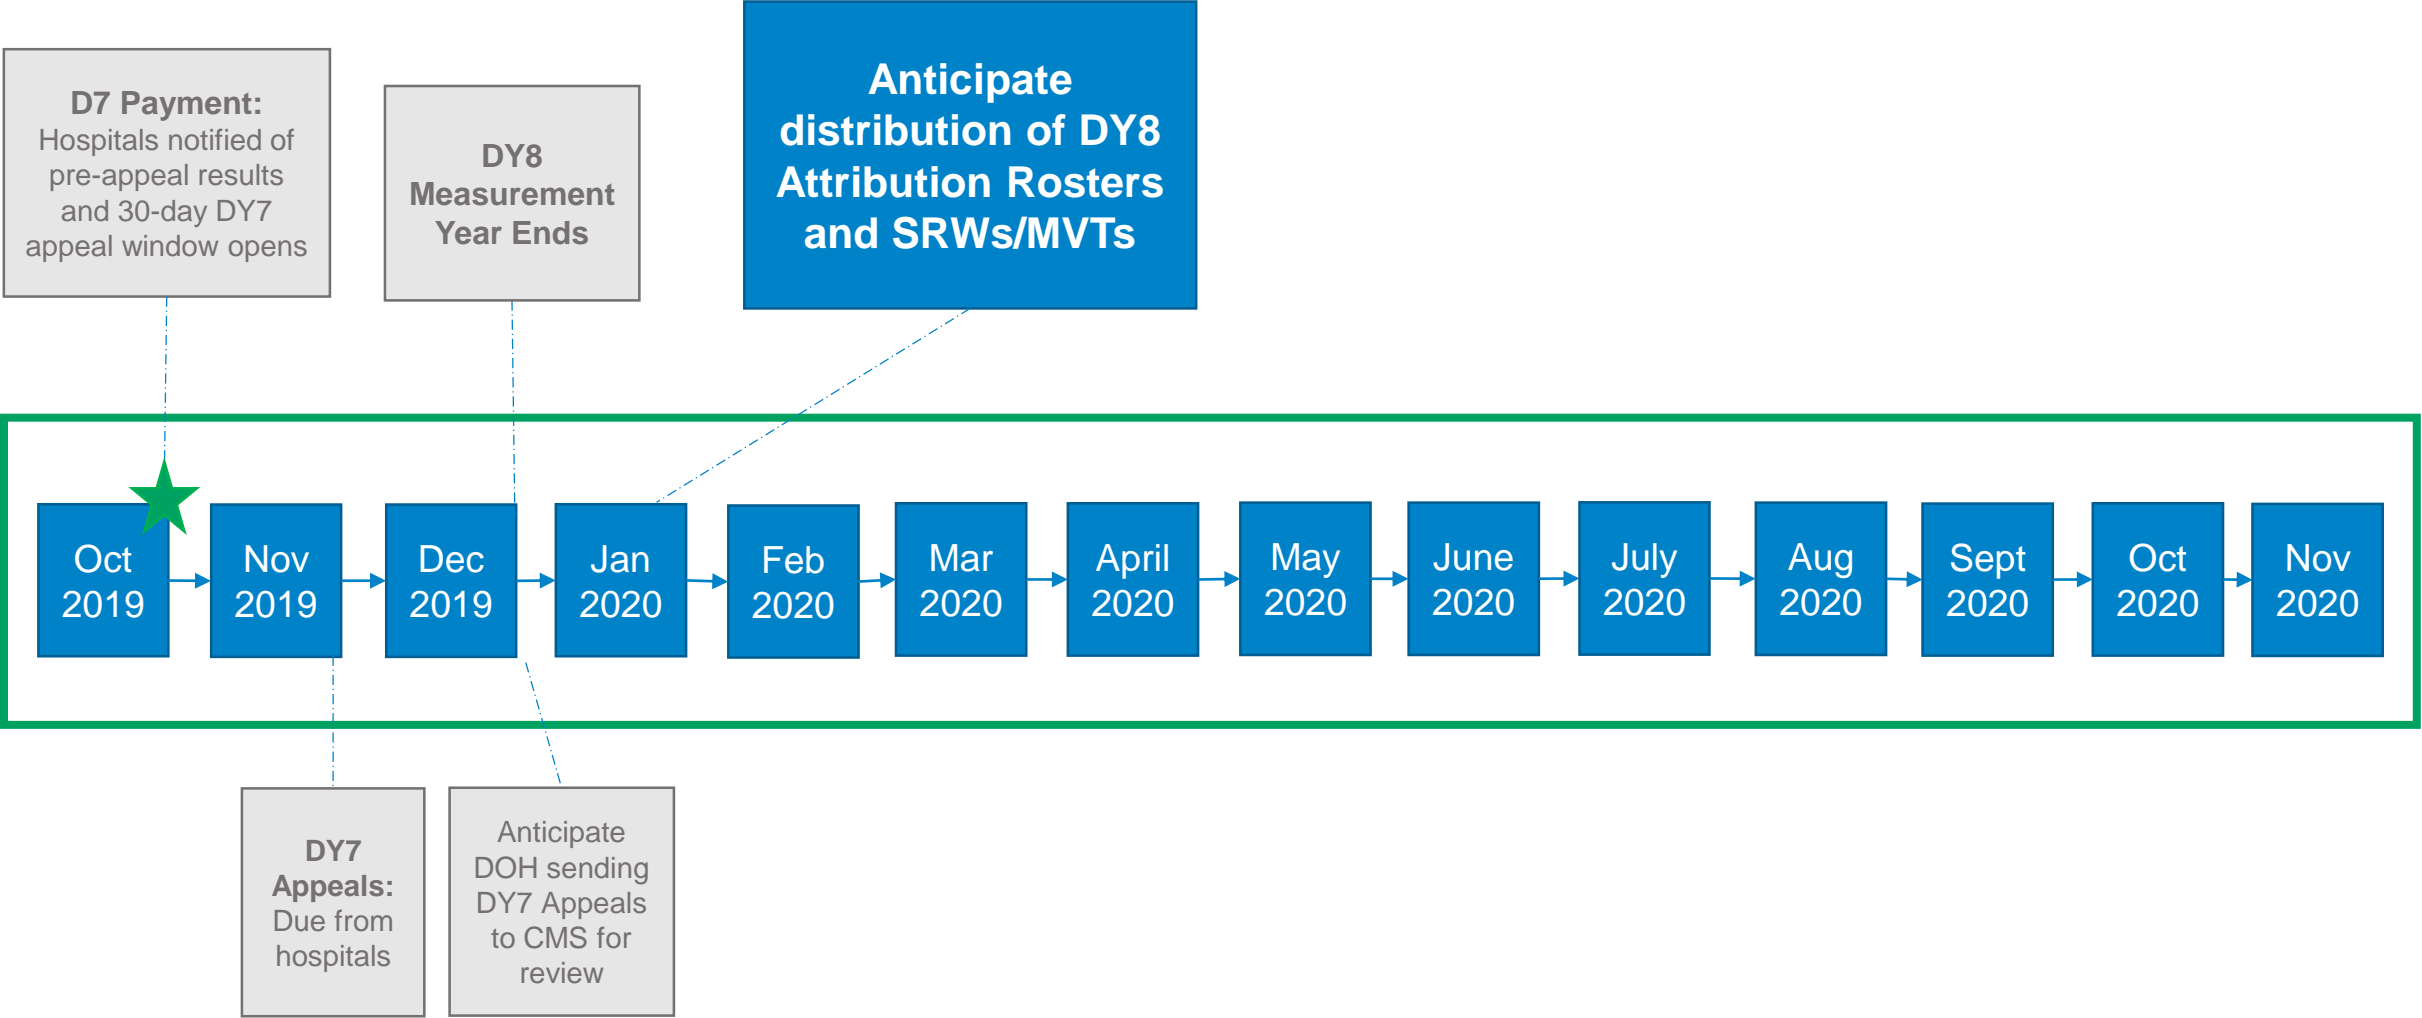 D7 Payment:
Hospitals notified of
pre-appeal results
and 30-day DY7
appeal window opens
DY8
Measurement
Year Ends
Anticipate
distribution of DY8
Attribution Rosters
and SRWs/MVTs
Oct
2019
Nov
2019
Dec
2019
Jan
2020
Feb
2020
Mar
2020
April
2020
May
2020
June
2020
July
2020
Aug
2020
Sept
2020
Oct
2020
Nov
2020
DY7
Appeals:
Due from
hospitals
Anticipate
DOH sending
DY7 Appeals
to CMS for
review